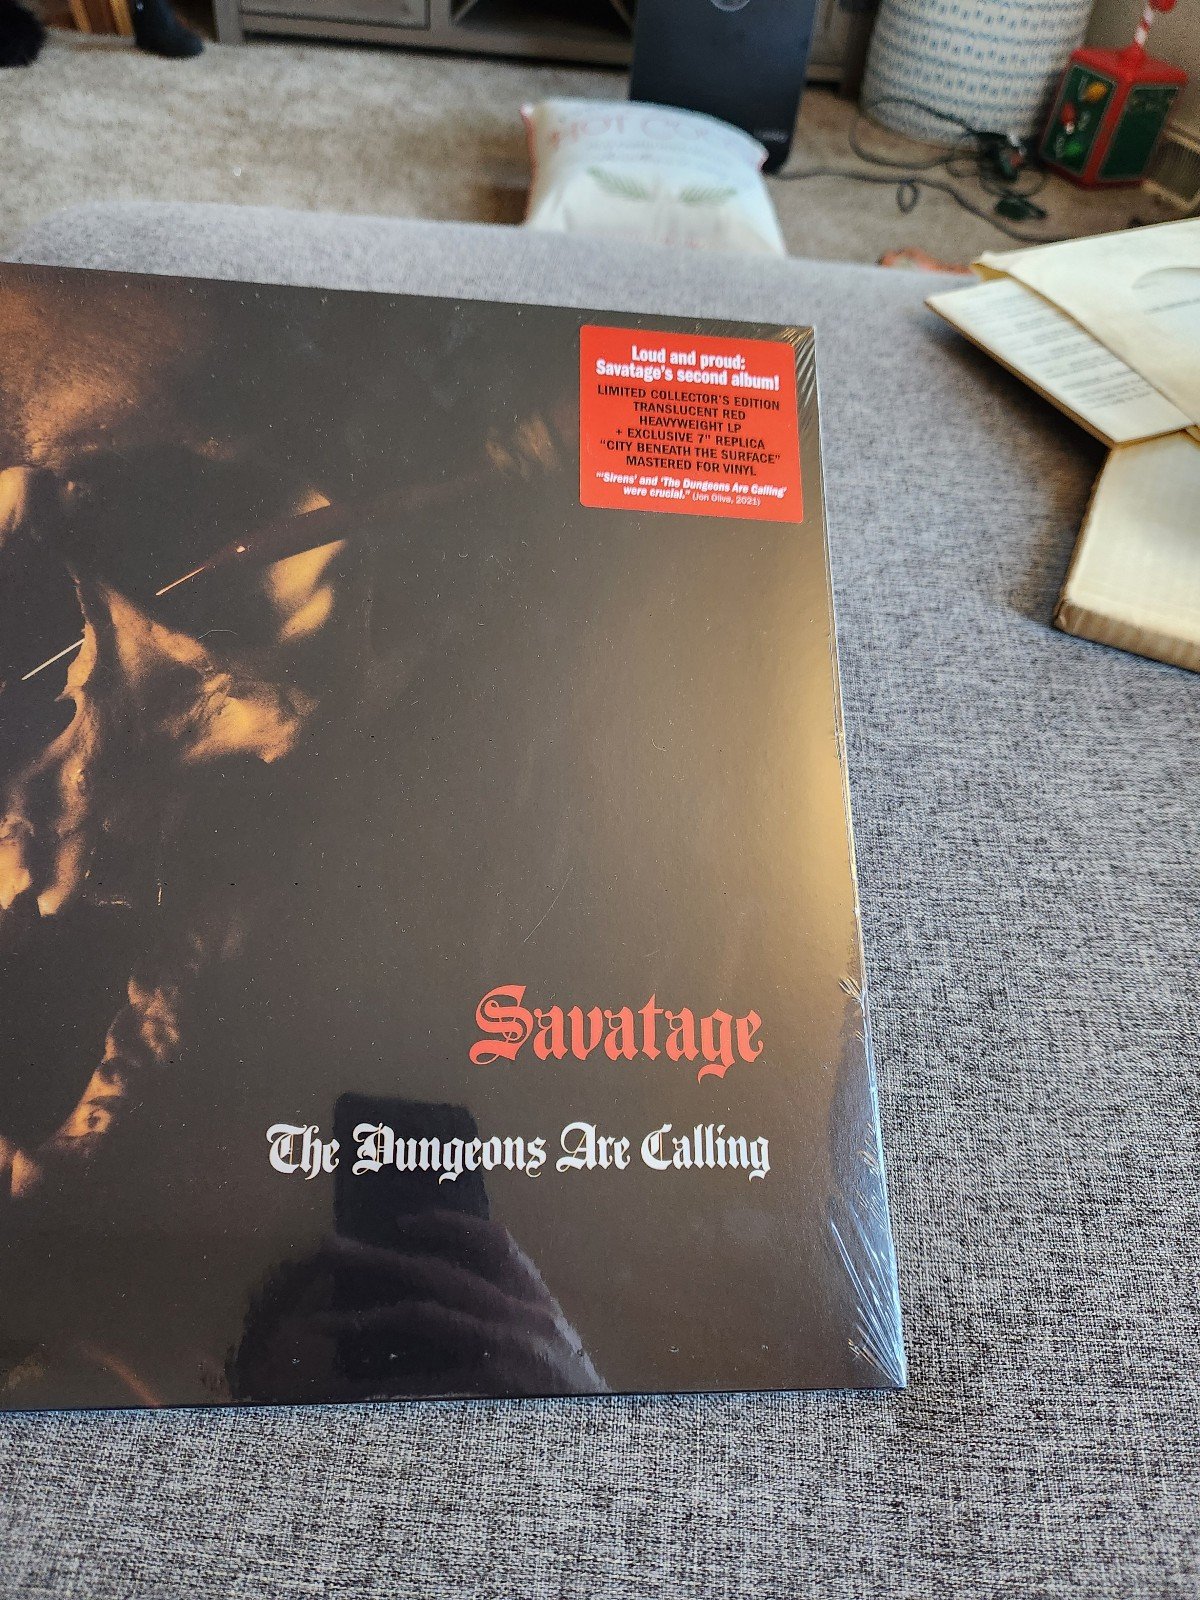 HOT CO
Loud and proud:
Savatage's second album!
LIMITED COLLECTOR'S EDITION
TRANSLUCENT RED
HEAVYWEIGHT LP
+ EXCLUSIVE 7" REPLICA
"CITY BENEATH THE SURFACE"
MASTERED FOR VINYL
"'Sirens' and 'The Dungeons Are Calling'
were crucial." (Jon Oliva, 2021)
Savatage
The Dungeons Are Calling